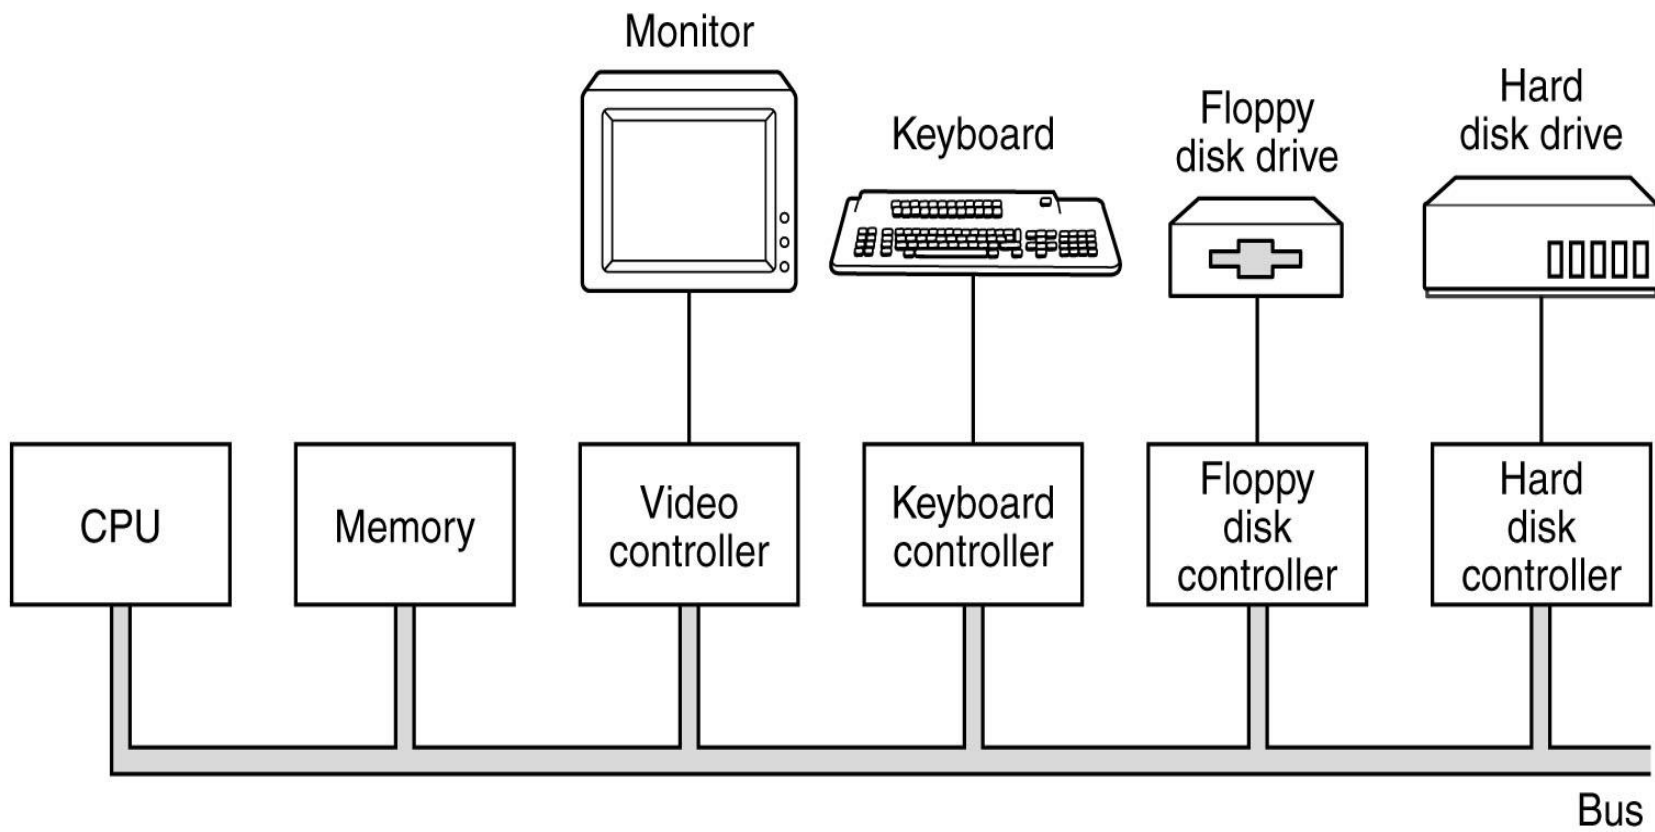 Monitor
Keyboard
Floppy
disk drive
Hard
disk drive
CPU
Memory
Video
controller
Keyboard
controller
Floppy
disk
controller
Hard
disk
controller
Bus